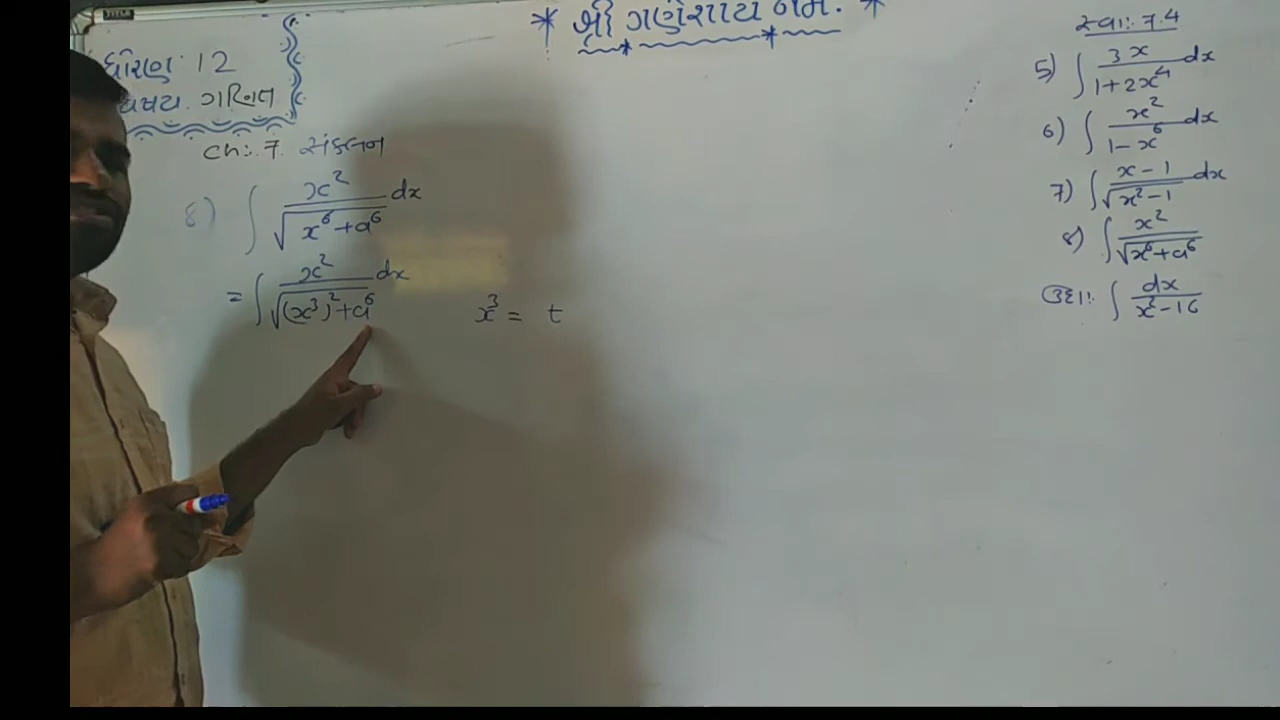 * શ્રી ગણેશાય નમ: *
ધોરણ: 12
વિષય: ગણિત
ch:. 7. સંકલન
8) ∫ x² / √(x⁶ + a⁶) dx
= ∫ x² / √((x³)² + a⁶) dx
x³ = t
સ્વા:. 7.4
5) ∫ 3x / (1 + 2x⁴) dx
6) ∫ x² / (1 - x⁶) dx
7) ∫ (x - 1) / √(x² - 1) dx
8) ∫ x² / √(x⁶ + a⁶)
ઉદા:. ∫ dx / (x² - 16)